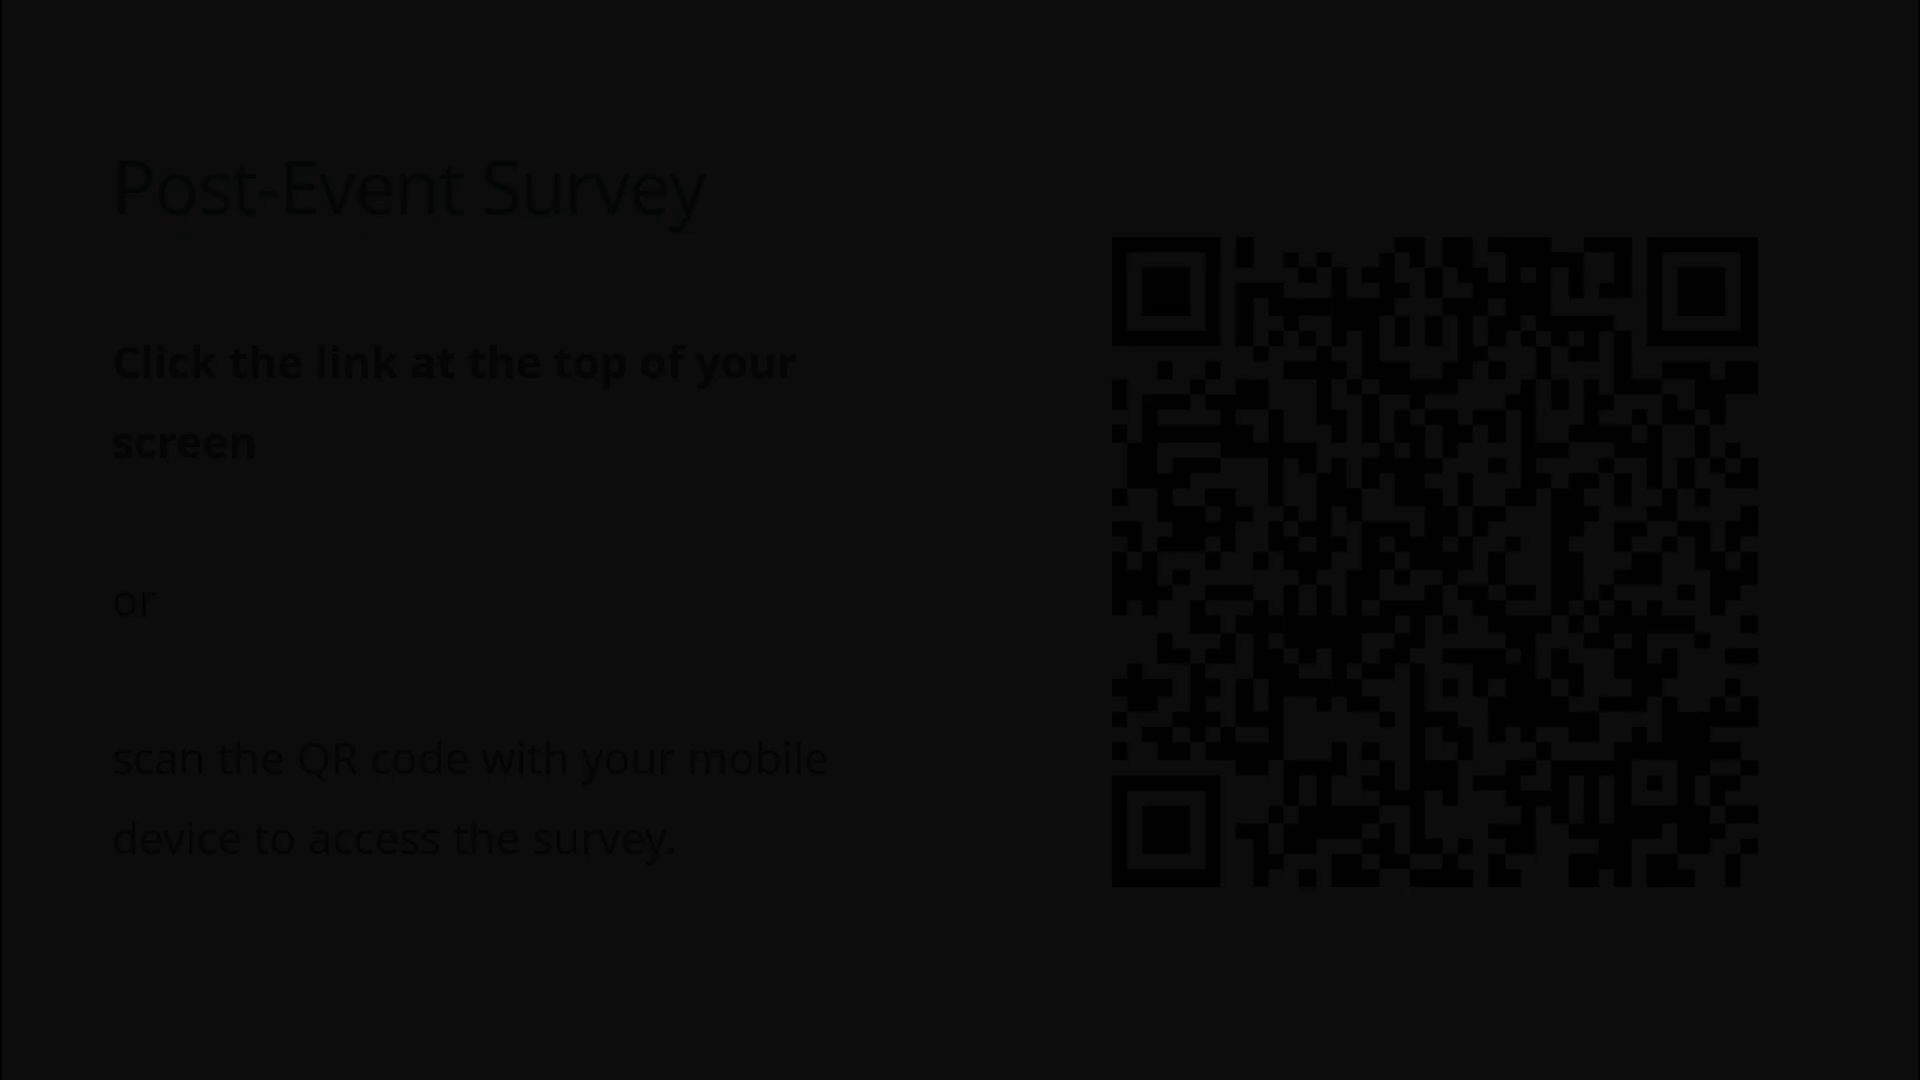 Post-Event Survey
Click the link at the top of your
screen
or
scan the QR code with your mobile
device to access the survey.